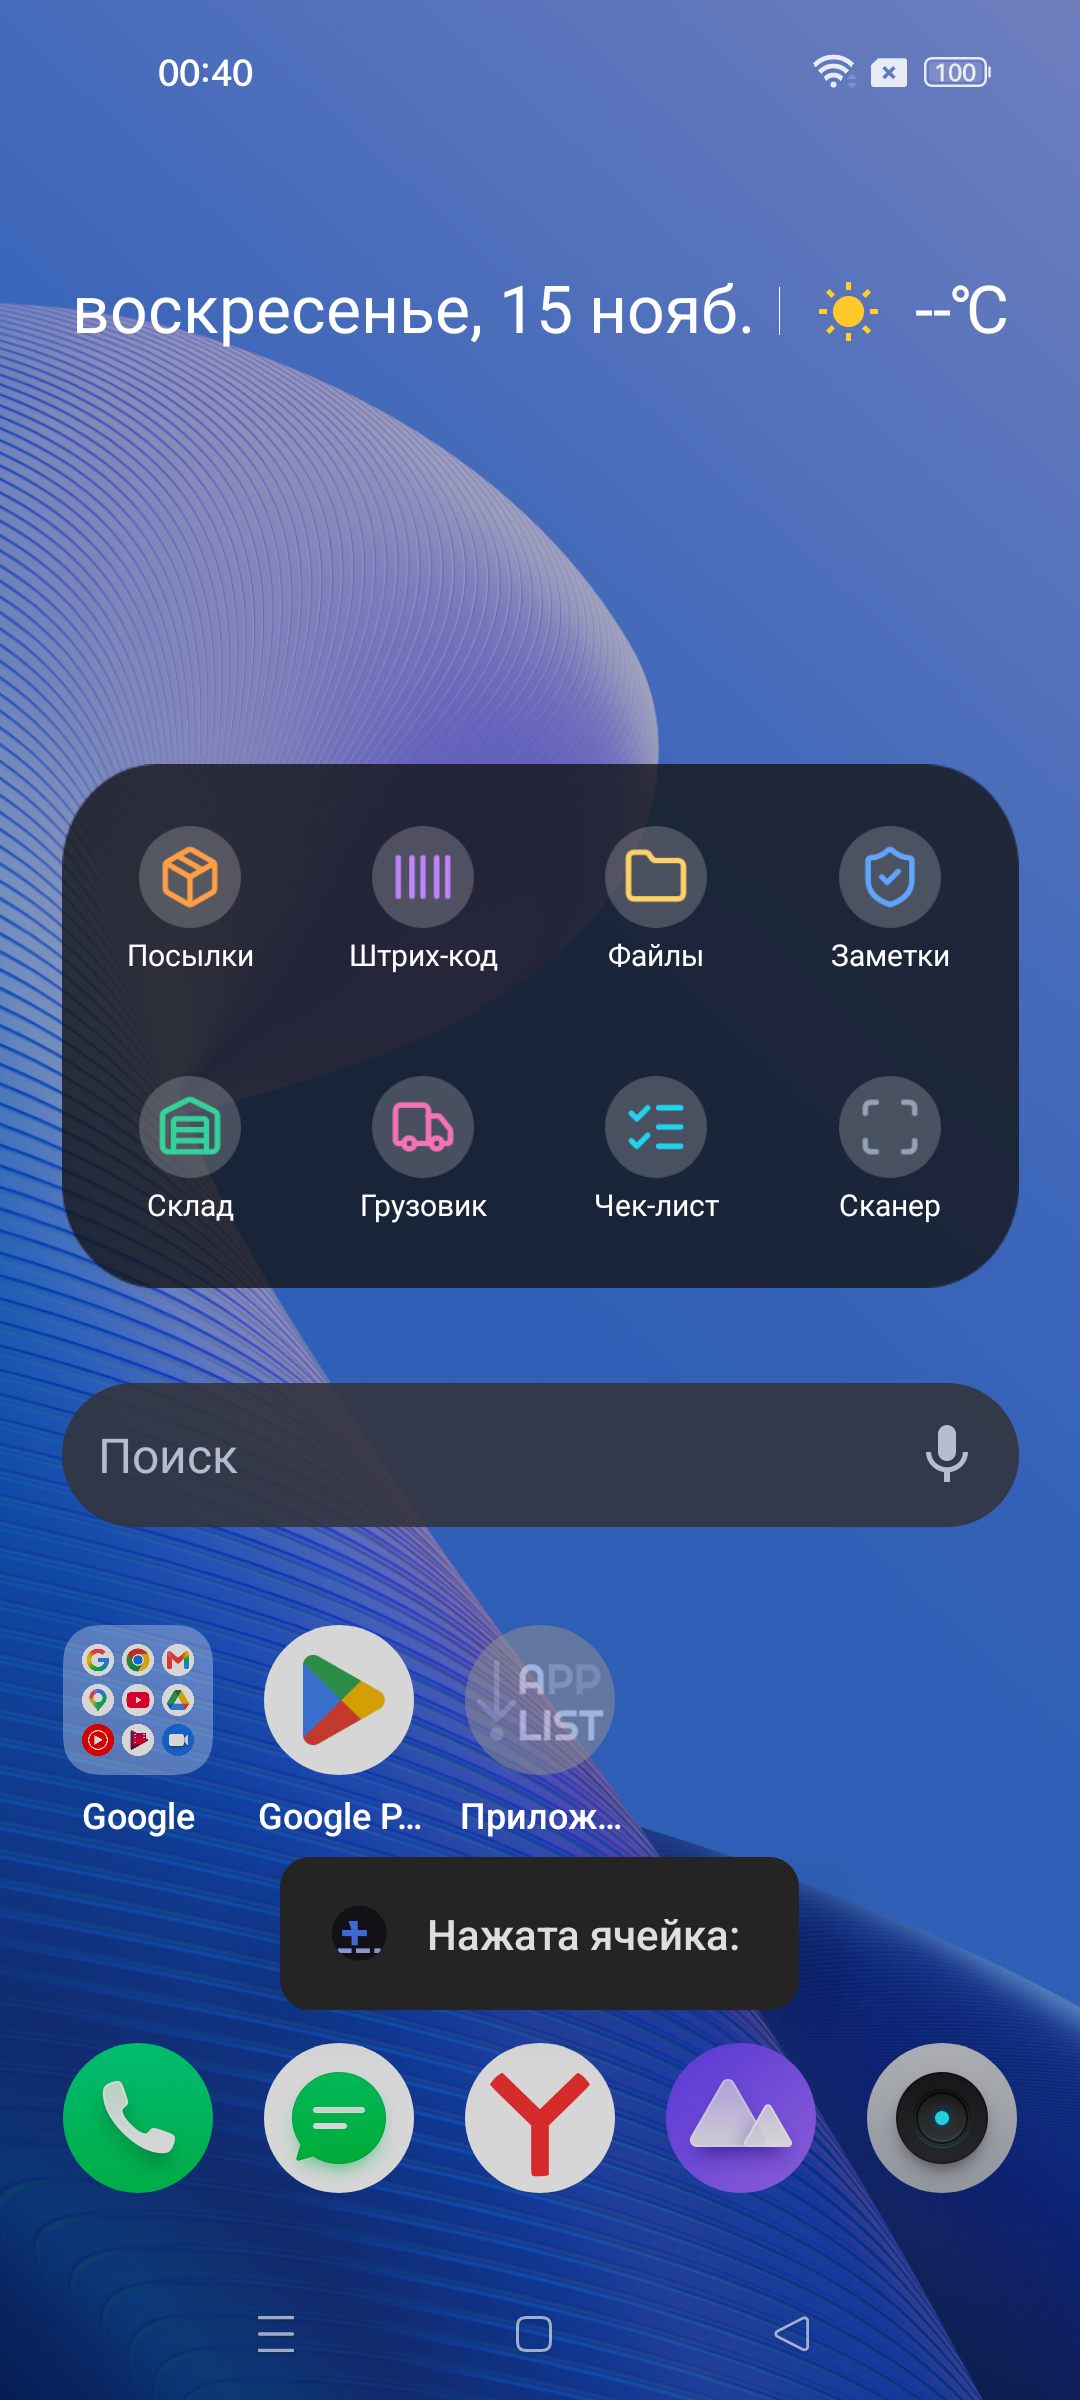 00:40
100
воскресенье, 15 нояб.
--°C
Посылки
Штрих-код
Файлы
Заметки
Склад
Грузовик
Чек-лист
Сканер
Поиск
APP
LIST
Google
Google P...
Прилож...
Нажата ячейка: